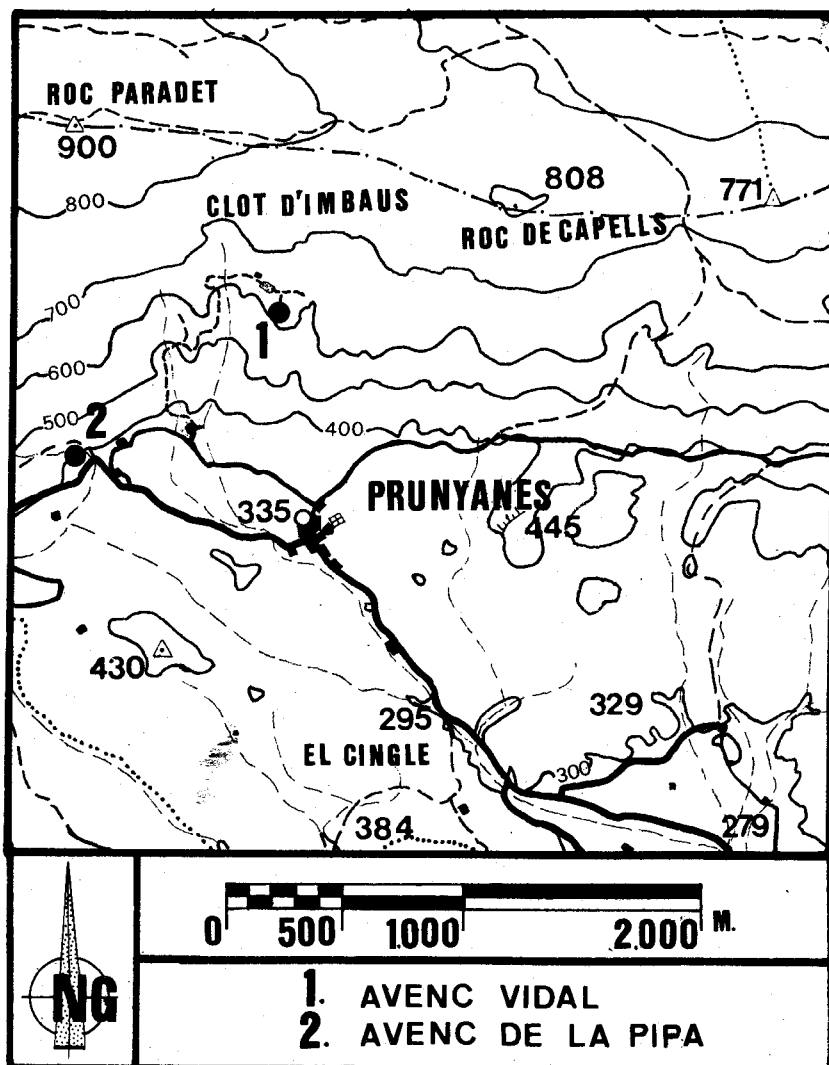 ROC PARADET
900
808
771
800
CLOT D'IMBAUS
ROC DE CAPELLS
700
1
600
500
2
400
PRUNYANES
335
445
430
295
329
EL CINGLE
300
384
279
0 500 1.000 2.000 M.
NG
1. AVENC VIDAL
2. AVENC DE LA PIPA